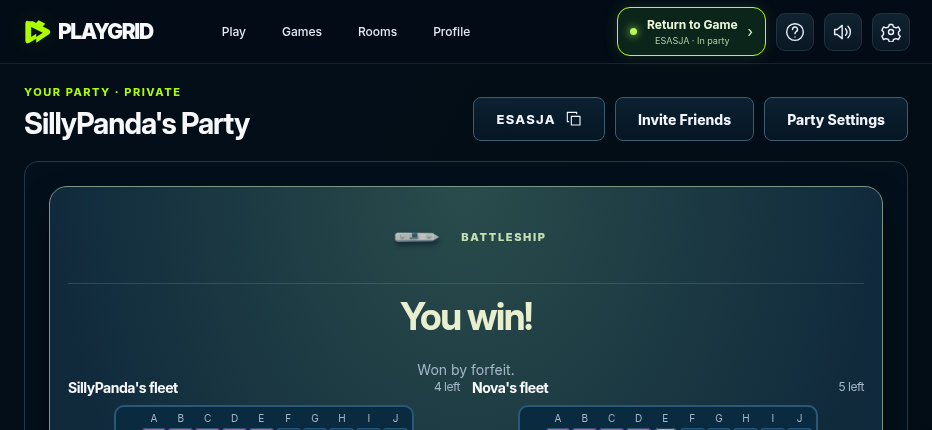 PLAYGRID
Play
Games
Rooms
Profile
Return to Game
ESASJA · In party
YOUR PARTY · PRIVATE
SillyPanda's Party
ESASJA
Invite Friends
Party Settings
BATTLESHIP
You win!
Won by forfeit.
SillyPanda's fleet
4 left
Nova's fleet
5 left
A B C D E F G H I J
A B C D E F G H I J